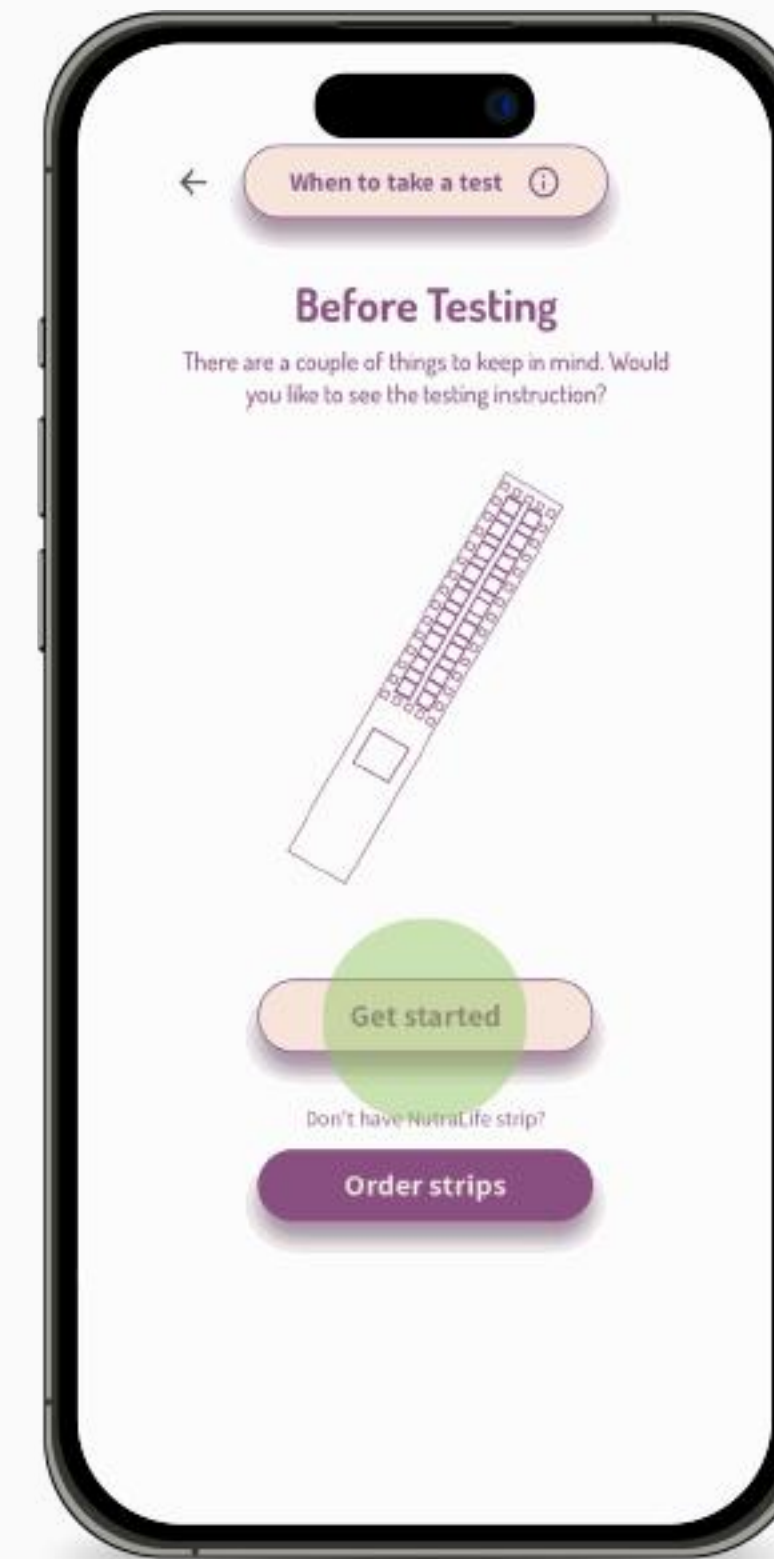 When to take a test
Before Testing
There are a couple of things to keep in mind. Would
you like to see the testing instruction?
Get started
Don't have NutraLife strip?
Order strips